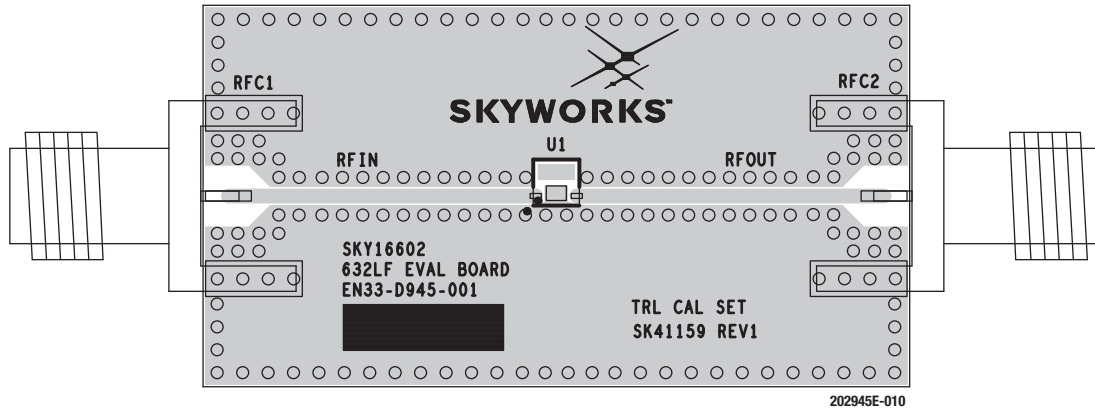 RFC1
RFC2
SKYWORKS™
U1
RFIN
RFOUT
SKY16602
632LF EVAL BOARD
EN33-D945-001
TRL CAL SET
SK41159 REV1
202945E-010